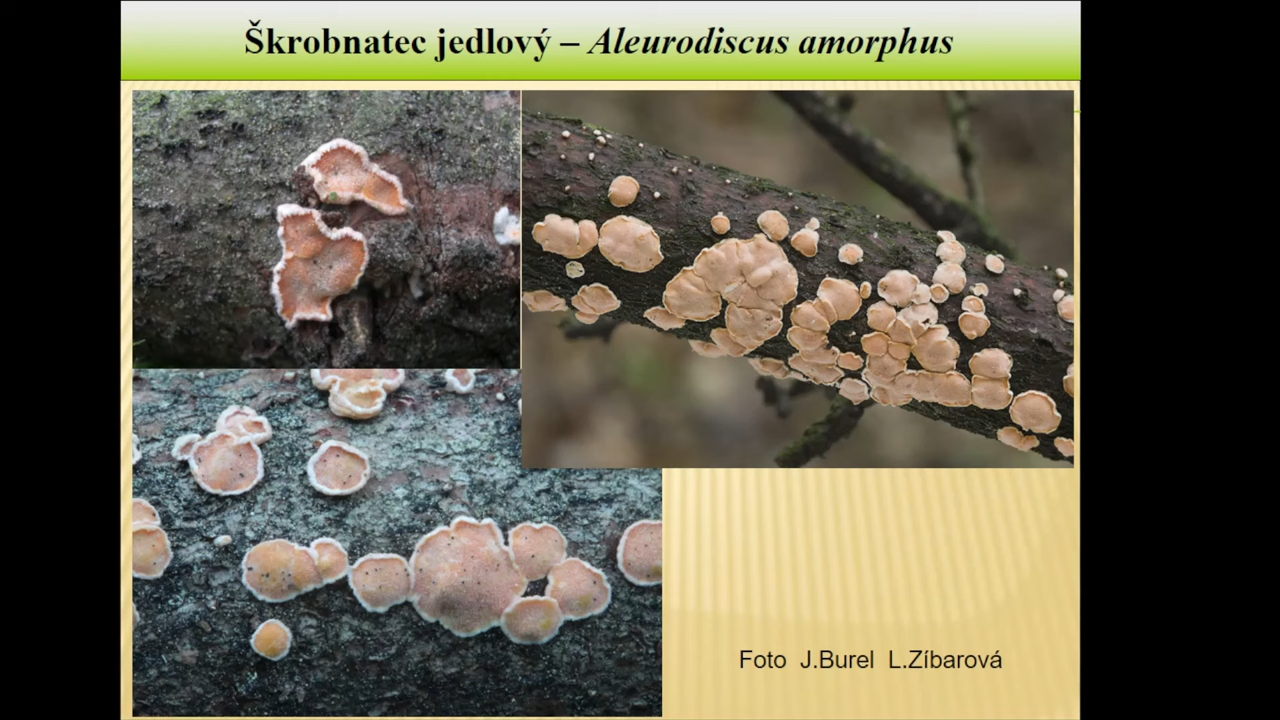 Škrobnatec jedlový – Aleurodiscus amorphus
Foto J.Burel L.Zíbarová